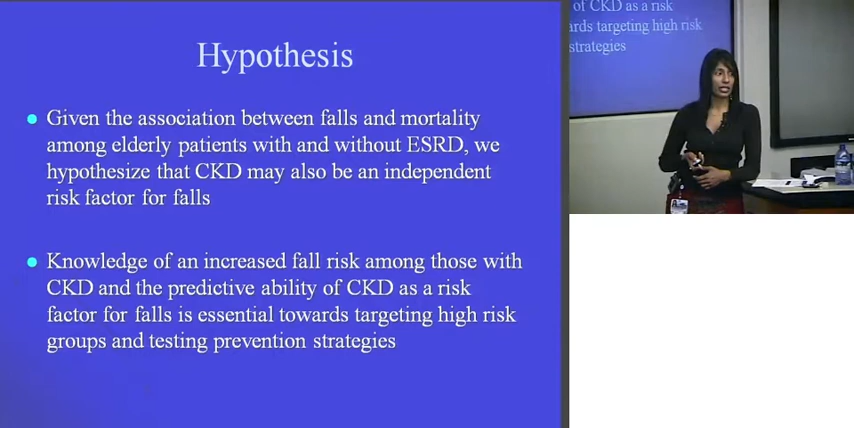 Hypothesis
Given the association between falls and mortality
among elderly patients with and without ESRD, we
hypothesize that CKD may also be an independent
risk factor for falls
Knowledge of an increased fall risk among those with
CKD and the predictive ability of CKD as a risk
factor for falls is essential towards targeting high risk
groups and testing prevention strategies
of CKD as a risk
ards targeting high risk
strategies